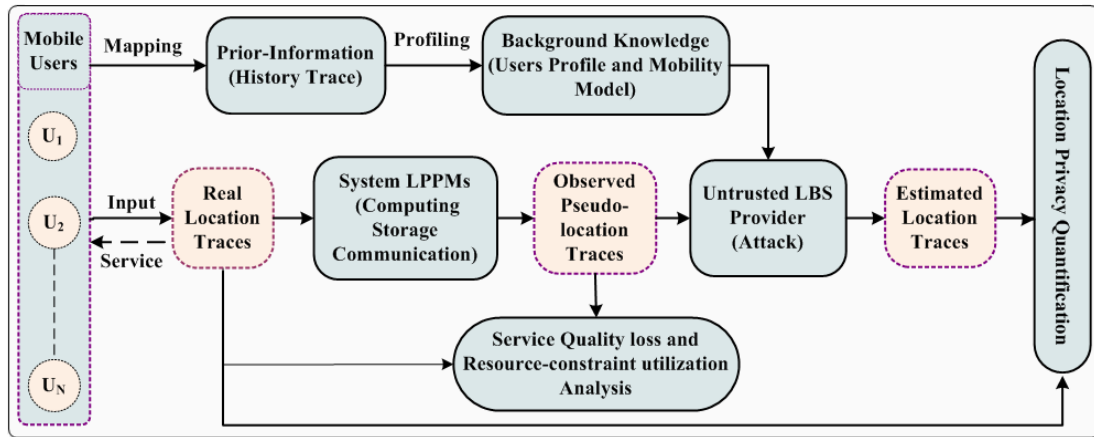 Mobile
Users
Mapping
Prior-Information
(History Trace)
Profiling
Background Knowledge
(Users Profile and Mobility
Model)
U1
U2
UN
Input
Service
Real
Location
Traces
System LPPMs
(Computing
Storage
Communication)
Observed
Pseudo-
location
Traces
Untrusted LBS
Provider
(Attack)
Estimated
Location
Traces
Location Privacy Quantification
Service Quality loss and
Resource-constraint utilization
Analysis